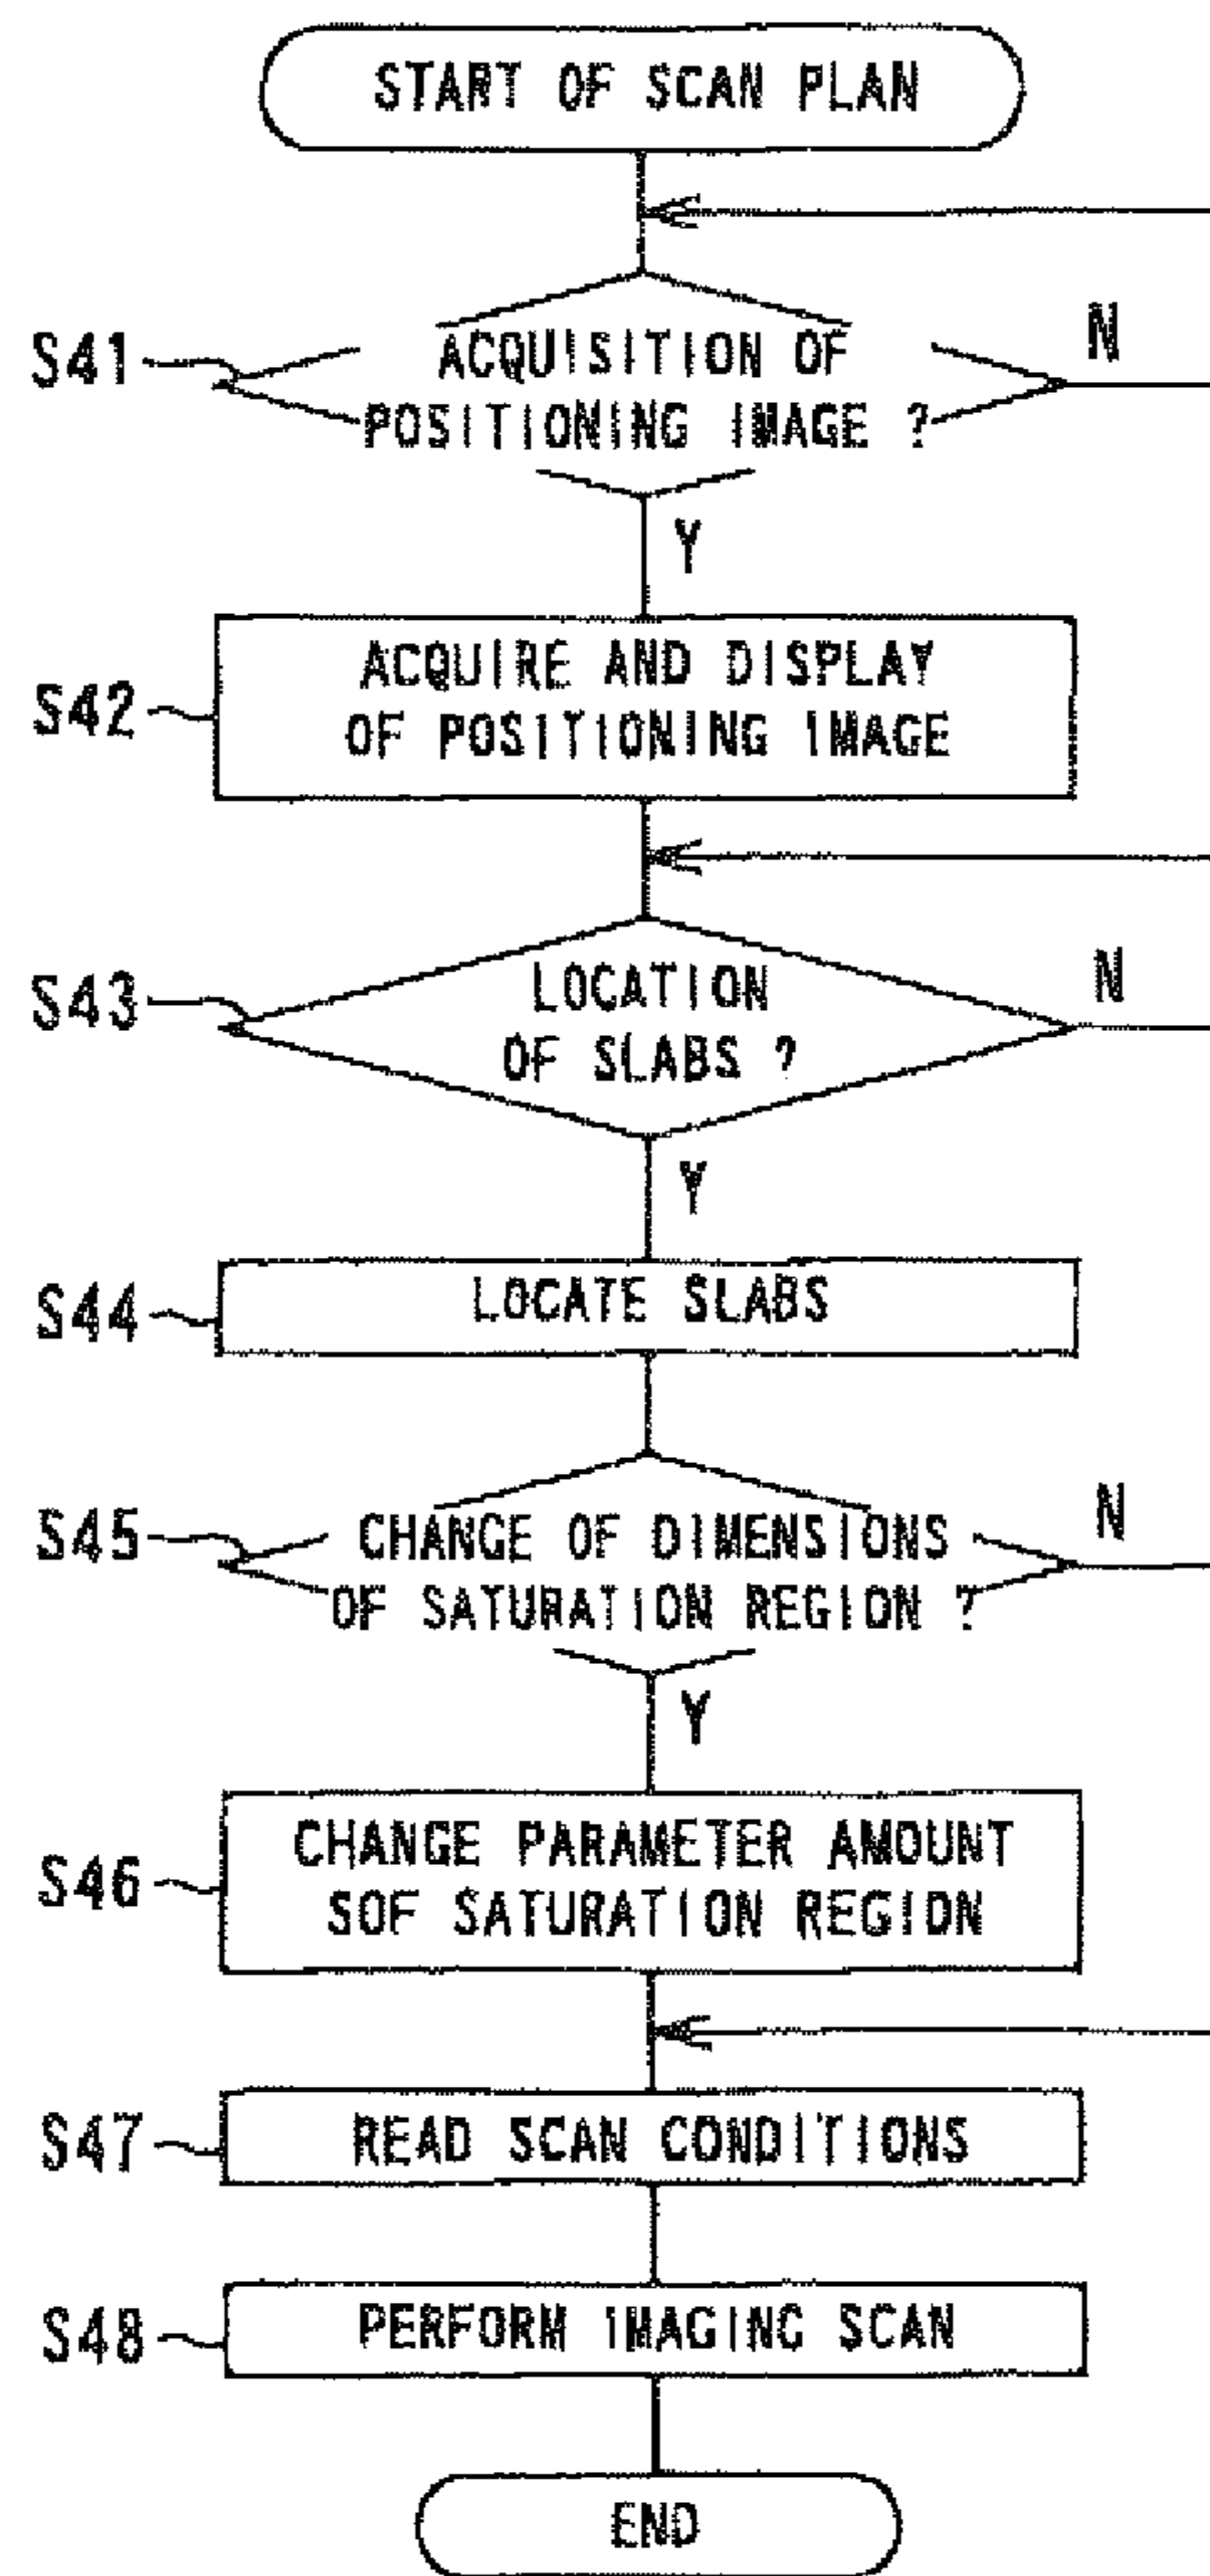 START OF SCAN PLAN
S41
ACQUISITION OF
POSITIONING IMAGE ?
N
Y
S42
ACQUIRE AND DISPLAY
OF POSITIONING IMAGE
S43
LOCATION
OF SLABS ?
N
Y
S44
LOCATE SLABS
S45
CHANGE OF DIMENSIONS
OF SATURATION REGION ?
N
Y
S46
CHANGE PARAMETER AMOUNT
SOF SATURATION REGION
S47
READ SCAN CONDITIONS
S48
PERFORM IMAGING SCAN
END